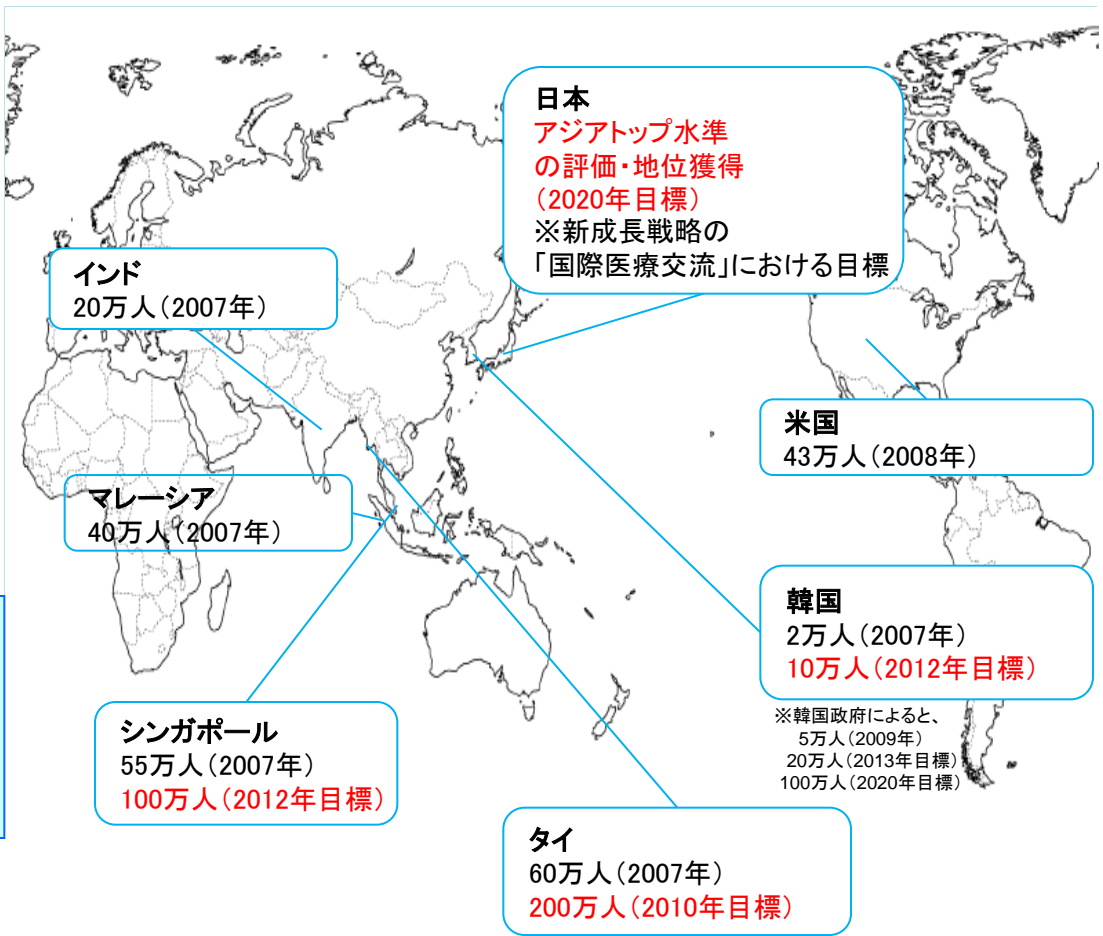 日本
アジアトップ水準
の評価・地位獲得
(2020年目標)
※新成長戦略の
「国際医療交流」における目標
インド
20万人(2007年)
米国
43万人(2008年)
マレーシア
40万人(2007年)
韓国
2万人(2007年)
10万人(2012年目標)
※韓国政府によると、
5万人(2009年)
20万人(2013年目標)
100万人(2020年目標)
シンガポール
55万人(2007年)
100万人(2012年目標)
タイ
60万人(2007年)
200万人(2010年目標)